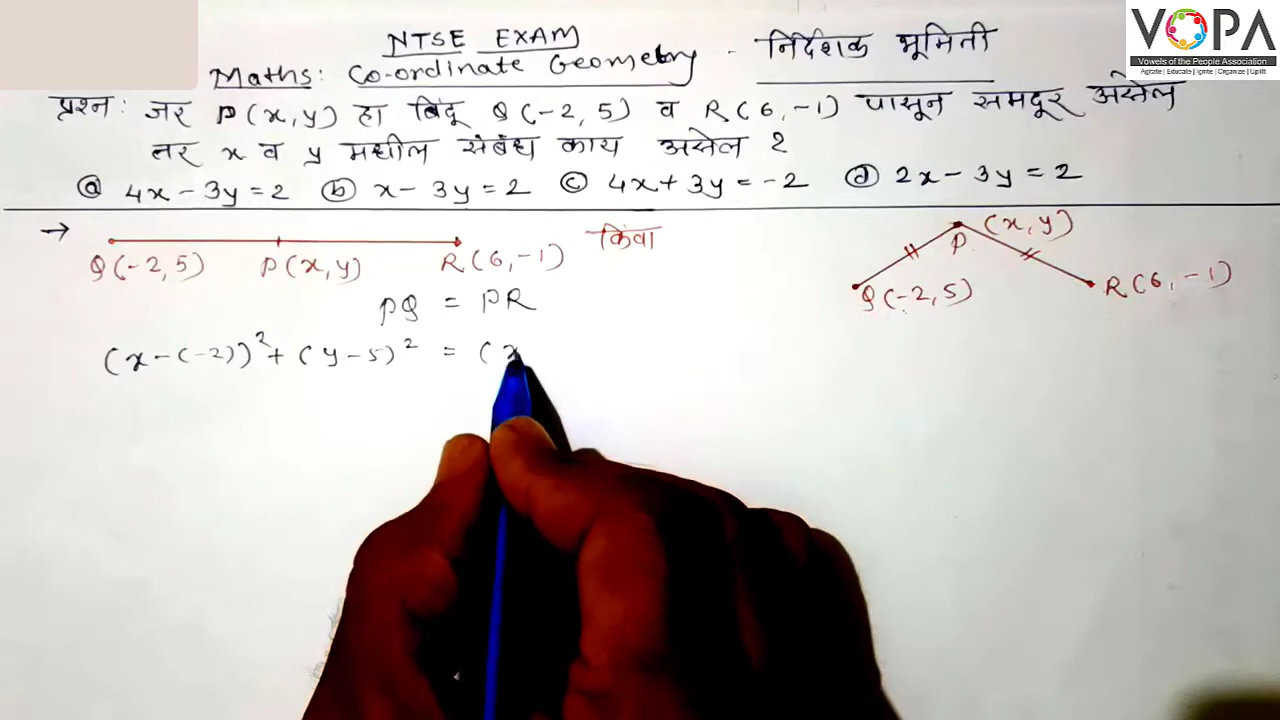 NTSE EXAM
VOPA
Vowels of the People Association
Agitate | Educate | Ignite | Organize | Uplift
Maths: Co-ordinate Geometry - निर्देशक भूमिती
प्रश्न: जर P(x,y) हा बिंदू Q(-2,5) व R(6,-1) पासून समदूर असेल
तर x व y मधील संबंध काय असेल ?
ⓐ 4x-3y=2 ⓑ x-3y=2 ⓒ 4x+3y=-2 ⓓ 2x-3y=2
→
Q(-2,5) P(x,y) R(6,-1)
किंवा
P (x,y)
Q(-2,5) R(6,-1)
PQ = PR
(x-(-2))² + (y-5)² = (x